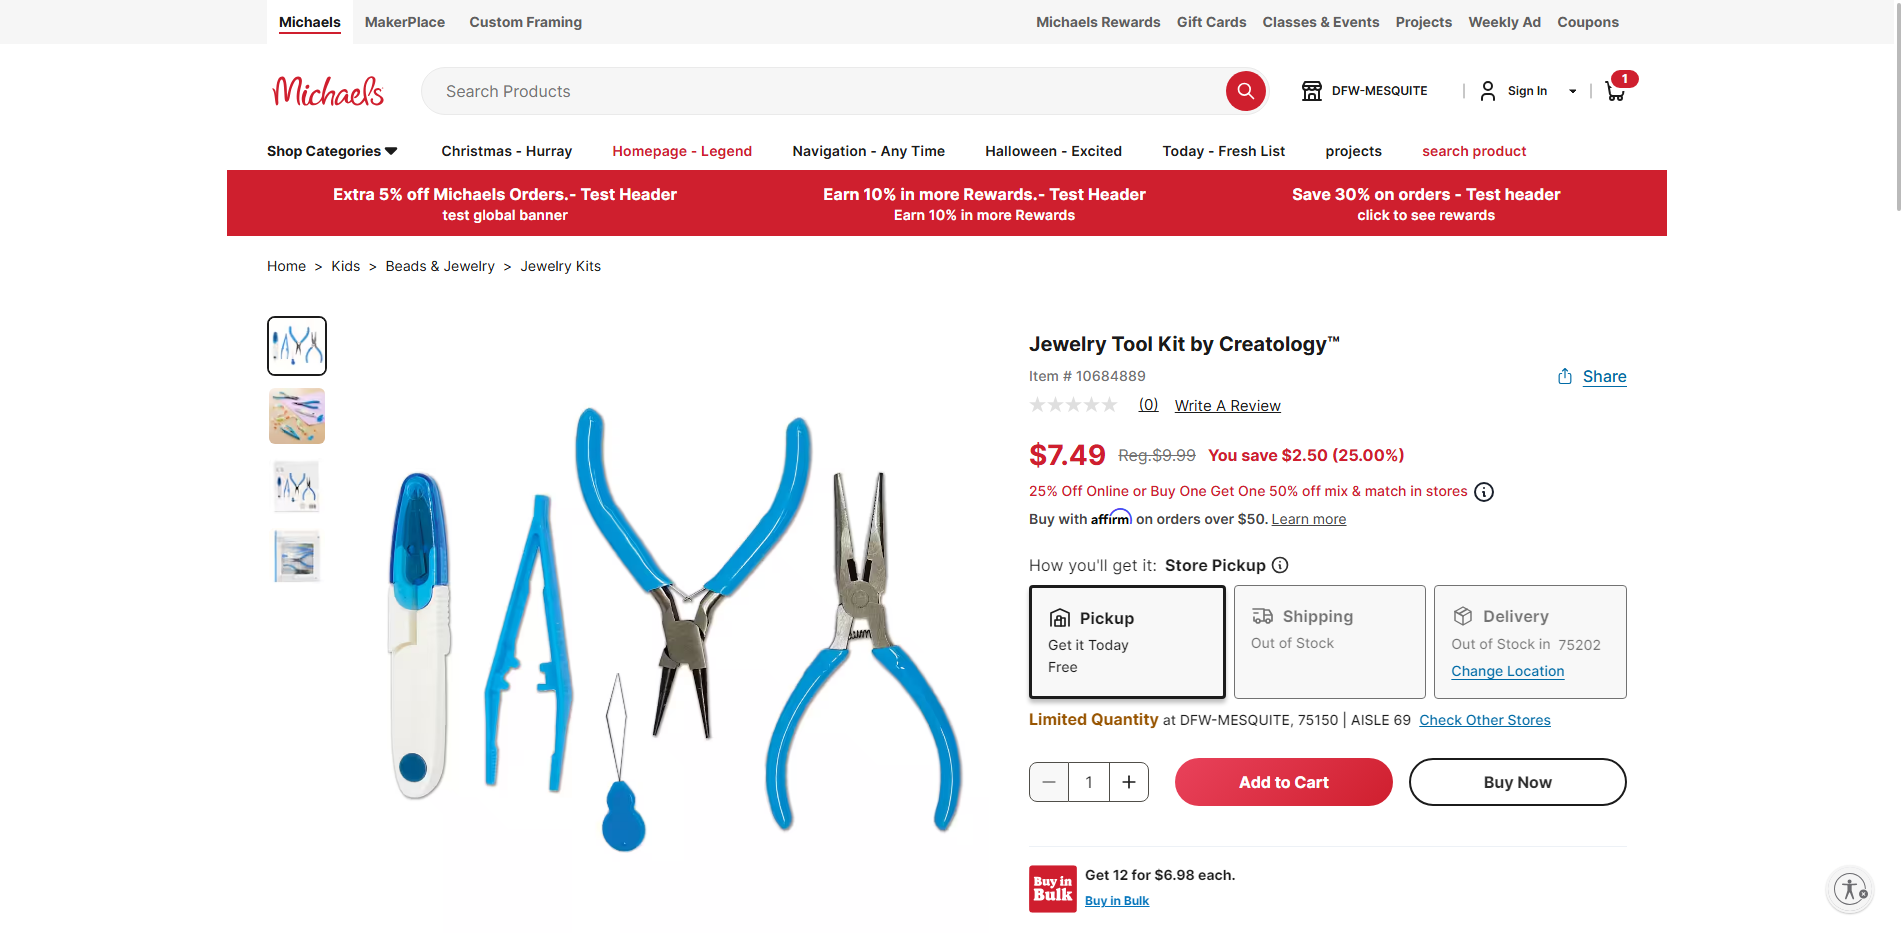 Michaels MakerPlace Custom Framing Michaels Rewards Gift Cards Classes & Events Projects Weekly Ad Coupons
Michaels Search Products DFW-MESQUITE Sign In 1
Shop Categories Christmas - Hurray Homepage - Legend Navigation - Any Time Halloween - Excited Today - Fresh List projects search product
Extra 5% off Michaels Orders.- Test Header Earn 10% in more Rewards.- Test Header Save 30% on orders - Test header
test global banner Earn 10% in more Rewards click to see rewards
Home > Kids > Beads & Jewelry > Jewelry Kits
Jewelry Tool Kit by Creatology™
Item # 10684889 Share
(0) Write A Review
$7.49 Reg.$9.99 You save $2.50 (25.00%)
25% Off Online or Buy One Get One 50% off mix & match in stores
Buy with affirm on orders over $50. Learn more
How you'll get it: Store Pickup
Pickup Shipping Delivery
Get it Today Out of Stock Out of Stock in 75202
Free Change Location
Limited Quantity at DFW-MESQUITE, 75150 | AISLE 69 Check Other Stores
1 Add to Cart Buy Now
Buy in Bulk Get 12 for $6.98 each.
Buy in Bulk